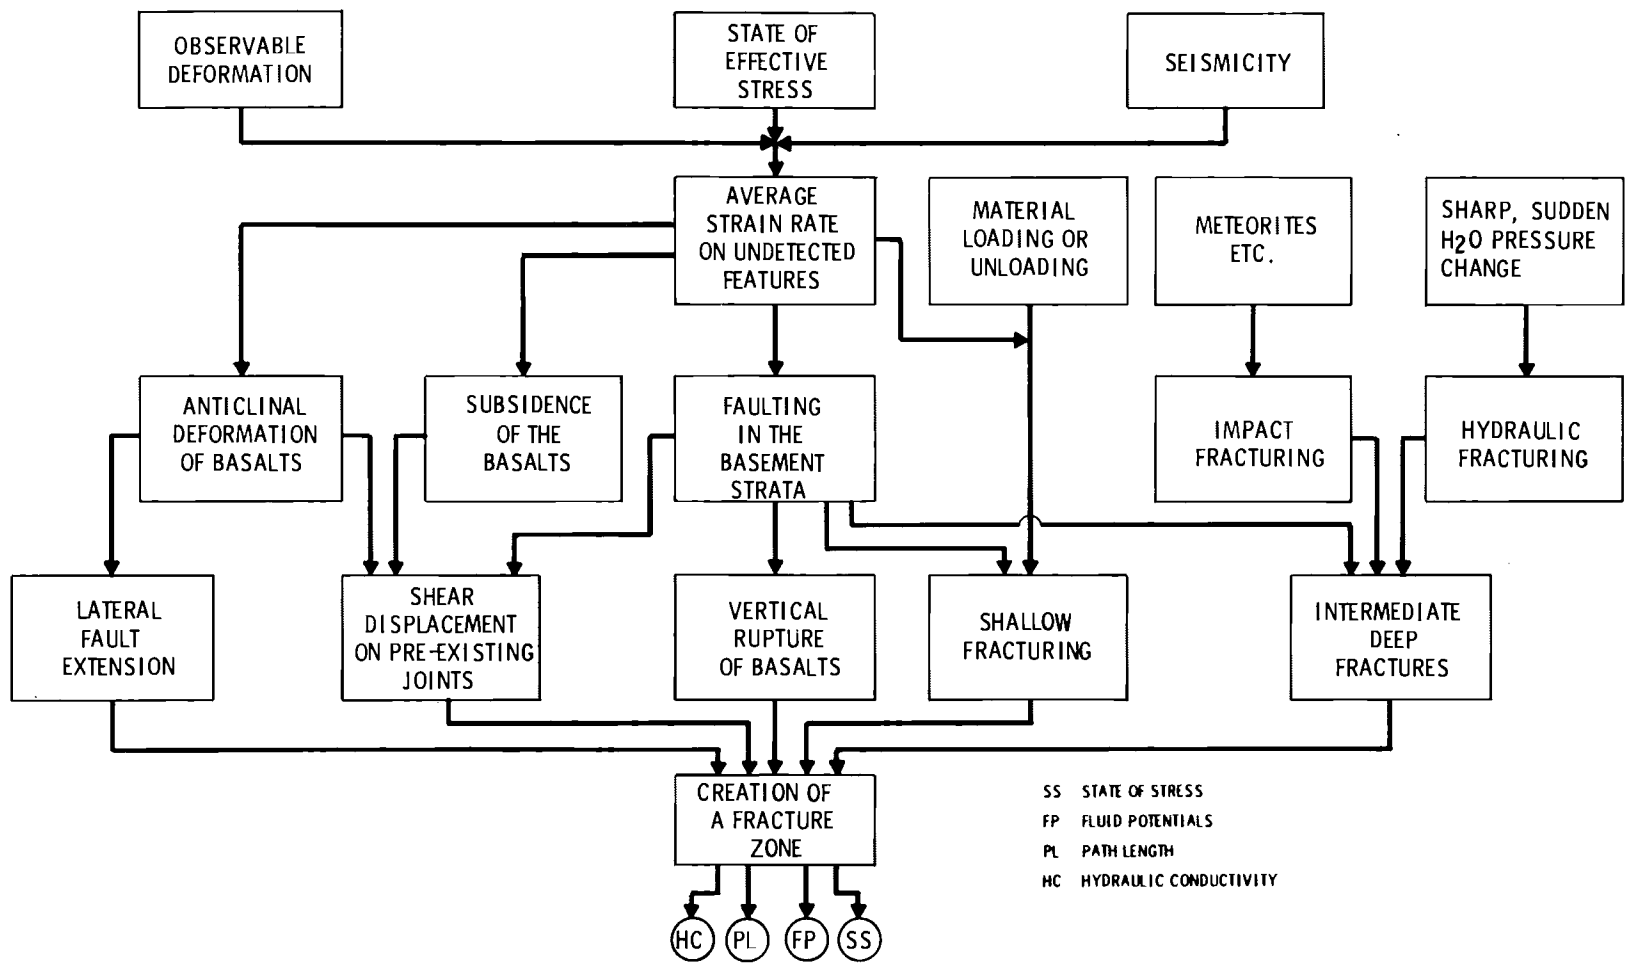 OBSERVABLE
DEFORMATION
STATE OF
EFFECTIVE
STRESS
SEISMICITY
AVERAGE
STRAIN RATE
ON UNDETECTED
FEATURES
MATERIAL
LOADING OR
UNLOADING
METEORITES
ETC.
SHARP, SUDDEN
H2O PRESSURE
CHANGE
ANTICLINAL
DEFORMATION
OF BASALTS
SUBSIDENCE
OF THE
BASALTS
FAULTING
IN THE
BASEMENT
STRATA
IMPACT
FRACTURING
HYDRAULIC
FRACTURING
LATERAL
FAULT
EXTENSION
SHEAR
DISPLACEMENT
ON PRE-EXISTING
JOINTS
VERTICAL
RUPTURE
OF BASALTS
SHALLOW
FRACTURING
INTERMEDIATE
DEEP
FRACTURES
CREATION OF
A FRACTURE
ZONE
SS STATE OF STRESS
FP FLUID POTENTIALS
PL PATH LENGTH
HC HYDRAULIC CONDUCTIVITY
HC PL FP SS